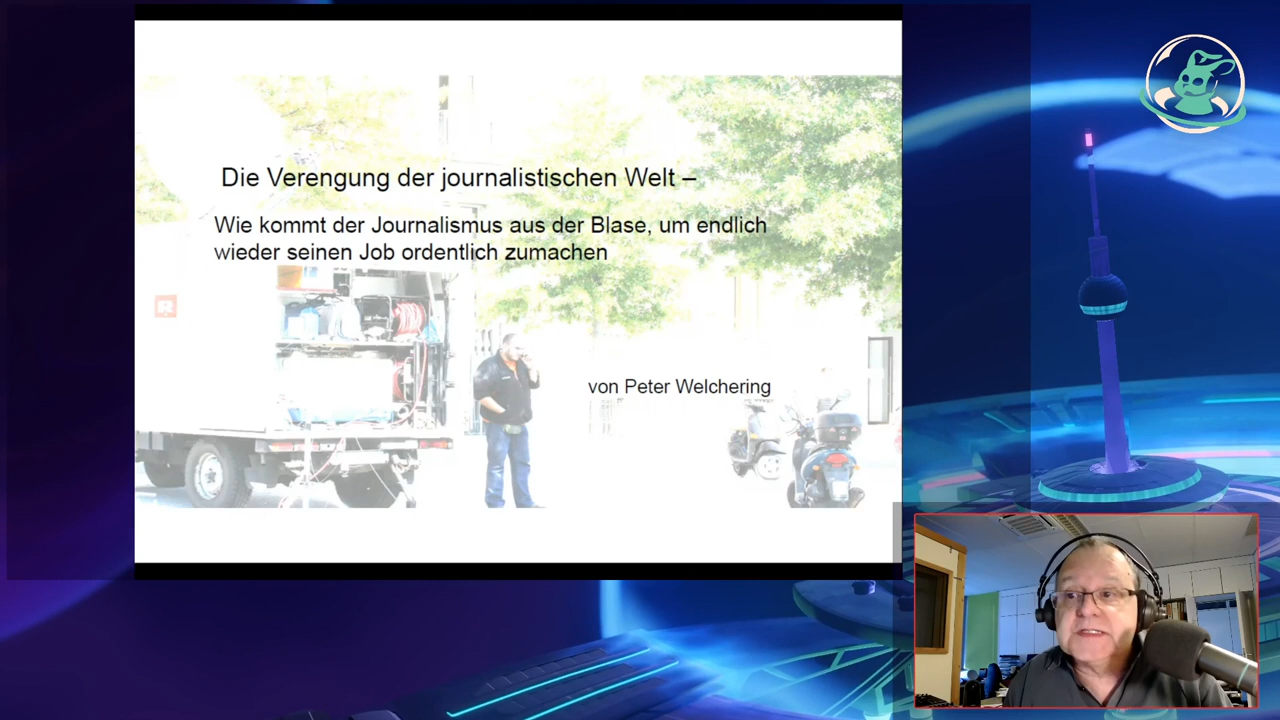 Die Verengung der journalistischen Welt –
Wie kommt der Journalismus aus der Blase, um endlich
wieder seinen Job ordentlich zumachen
von Peter Welchering